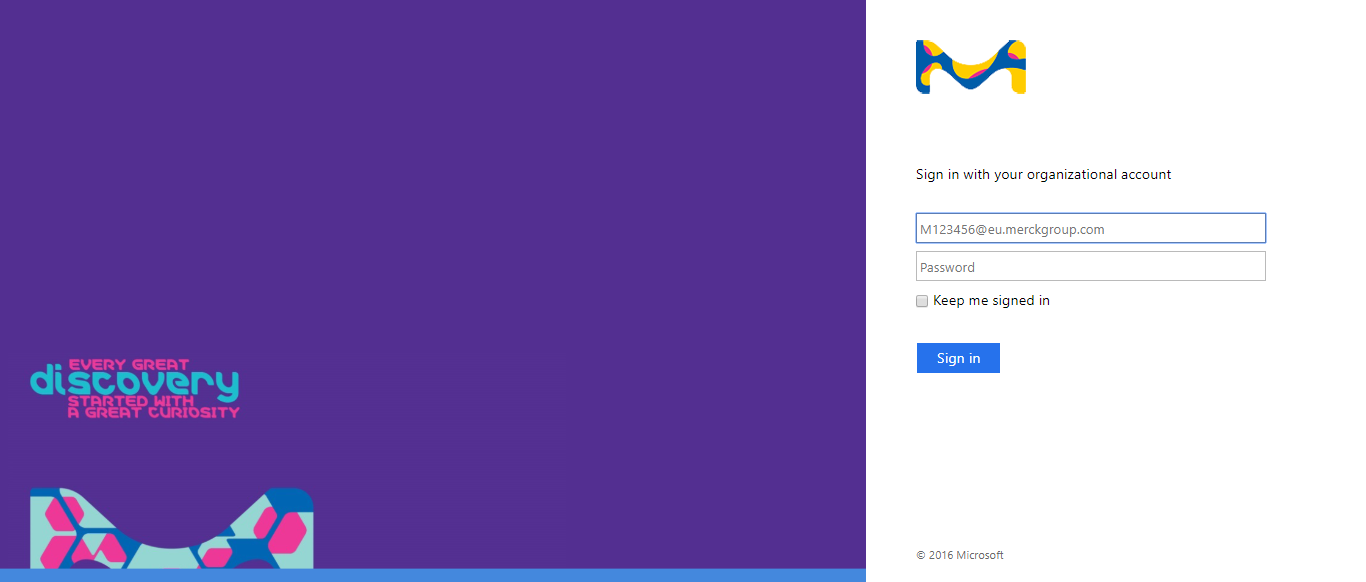 EVERY GREAT
discovery
STARTED WITH
A GREAT CURIOSITY
Sign in with your organizational account
M123456@eu.merckgroup.com
Password
Keep me signed in
Sign in
© 2016 Microsoft